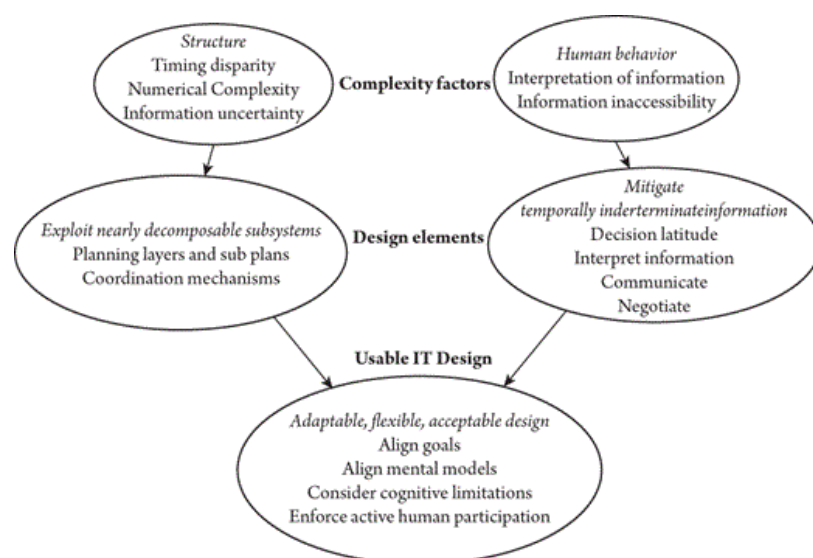 Structure
Timing disparity
Numerical Complexity
Information uncertainty
Complexity factors
Human behavior
Interpretation of information
Information inaccessibility
Exploit nearly decomposable subsystems
Planning layers and sub plans
Coordination mechanisms
Design elements
Mitigate
temporally inderterminateinformation
Decision latitude
Interpret information
Communicate
Negotiate
Usable IT Design
Adaptable, flexible, acceptable design
Align goals
Align mental models
Consider cognitive limitations
Enforce active human participation